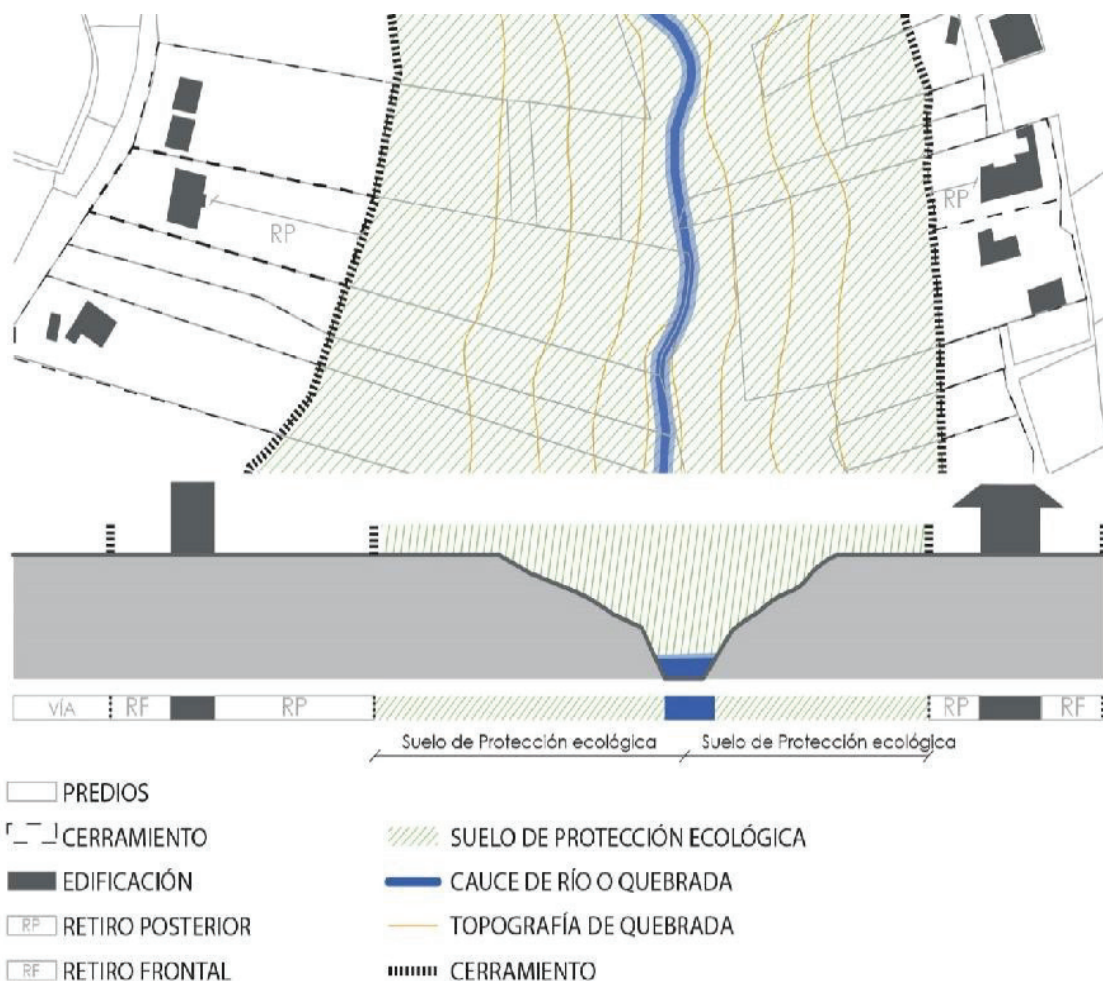 RP
RP
VÍA RF RP RP RF
Suelo de Protección ecológica Suelo de Protección ecológica
PREDIOS
CERRAMIENTO SUELO DE PROTECCIÓN ECOLÓGICA
EDIFICACIÓN CAUCE DE RÍO O QUEBRADA
RP RETIRO POSTERIOR TOPOGRAFÍA DE QUEBRADA
RF RETIRO FRONTAL CERRAMIENTO